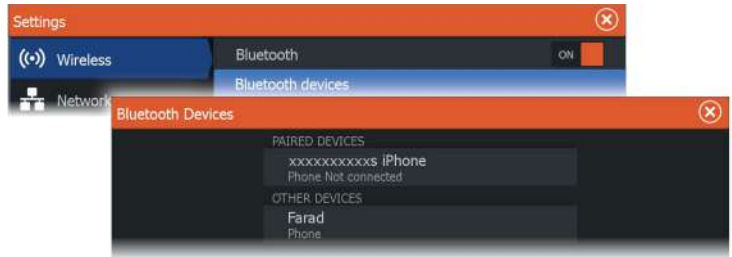 Settings
Wireless
Bluetooth
ON
Network
Bluetooth devices
Bluetooth Devices
PAIRED DEVICES
xxxxxxxxxxs iPhone
Phone Not connected
OTHER DEVICES
Farad
Phone